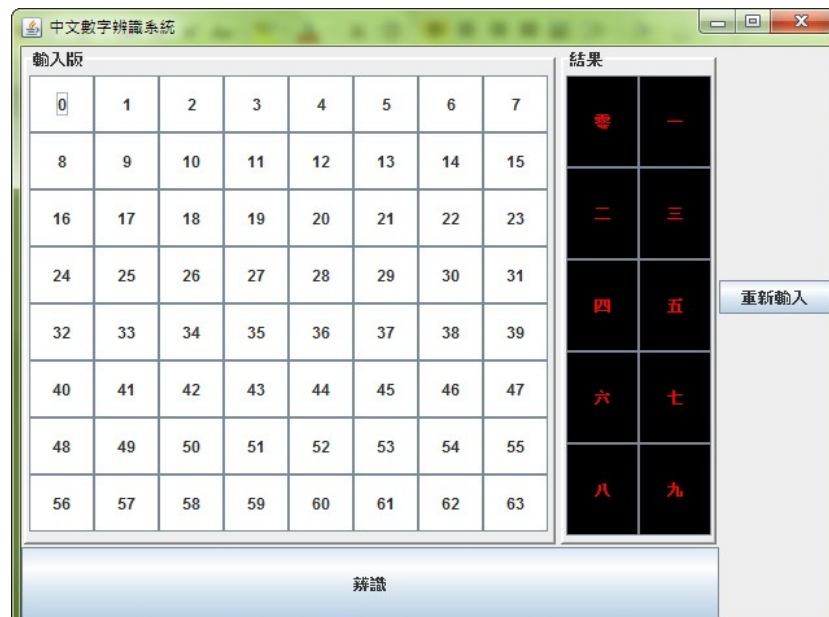 中文數字辨識系統
輸入版
結果
0 1 2 3 4 5 6 7
零 一
8 9 10 11 12 13 14 15
16 17 18 19 20 21 22 23
二 三
24 25 26 27 28 29 30 31
四 五
重新輸入
32 33 34 35 36 37 38 39
40 41 42 43 44 45 46 47
六 七
48 49 50 51 52 53 54 55
八 九
56 57 58 59 60 61 62 63
辨識